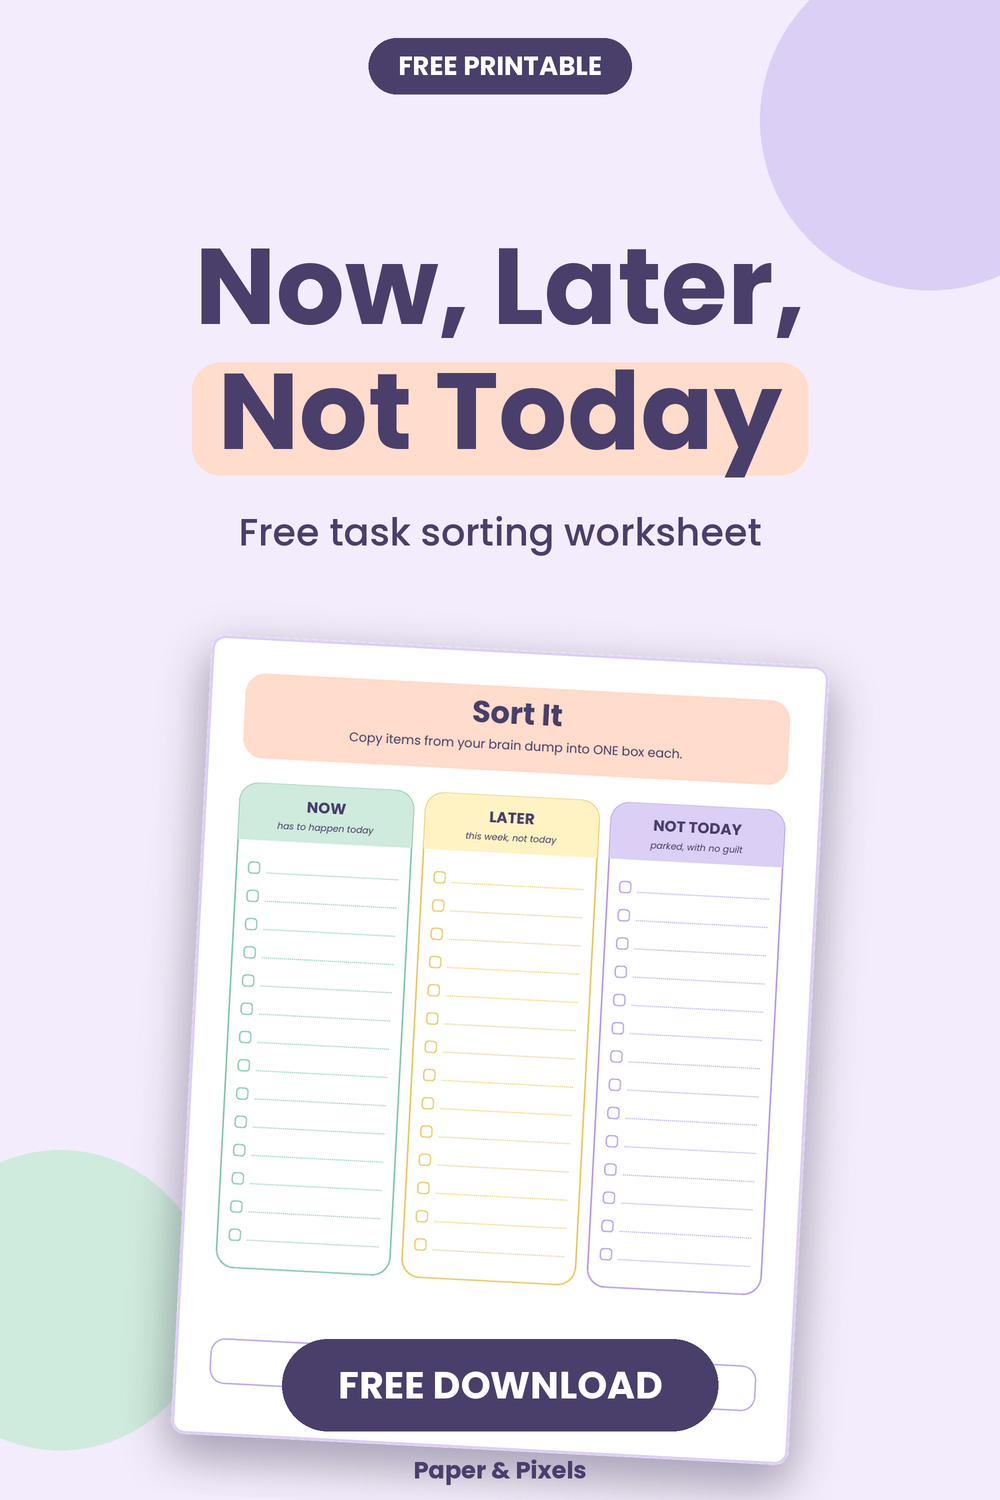 FREE PRINTABLE
Now, Later,
Not Today
Free task sorting worksheet
Sort It
Copy items from your brain dump into ONE box each.
NOW
has to happen today
LATER
this week, not today
NOT TODAY
parked, with no guilt
FREE DOWNLOAD
Paper & Pixels